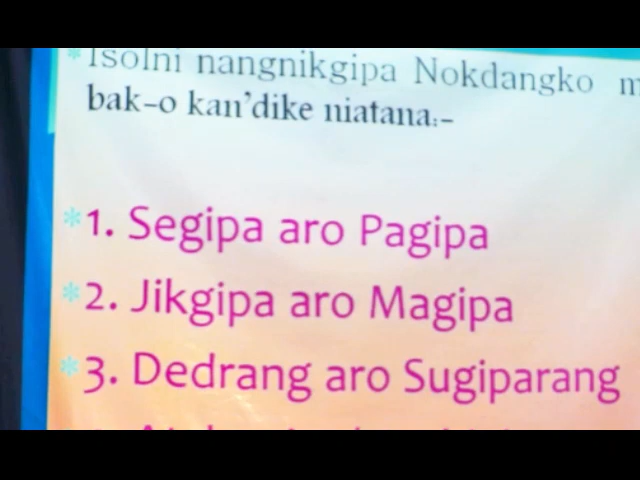 Isolni nangnikgipa Nokdangko
bak-o kan'dike niatana:-
* 1. Segipa aro Pagipa
* 2. Jikgipa aro Magipa
* 3. Dedrang aro Sugiparang